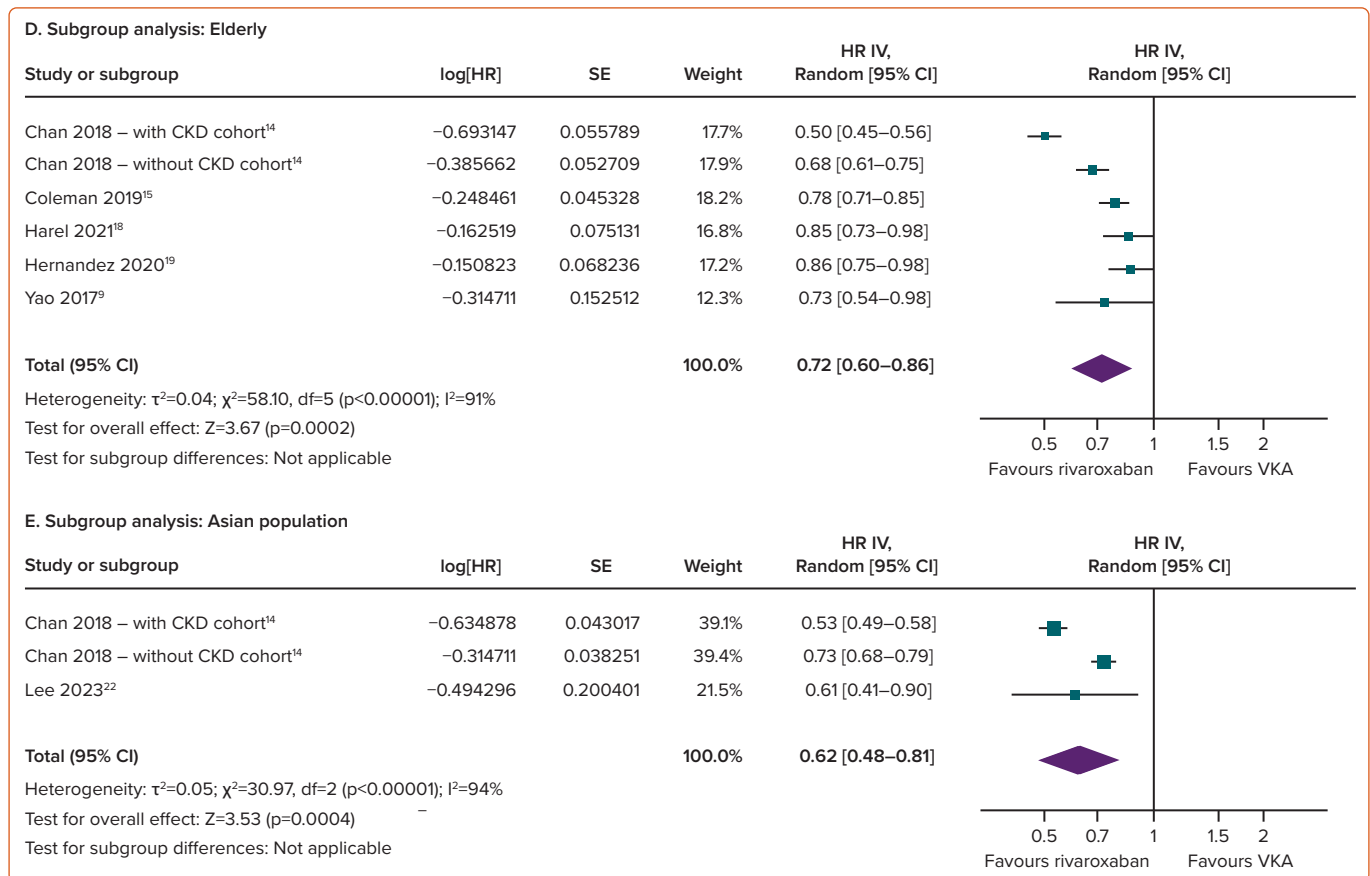 D. Subgroup analysis: Elderly
HR IV, HR IV,
Study or subgroup log[HR] SE Weight Random [95% CI] Random [95% CI]
Chan 2018 – with CKD cohort¹⁴ −0.693147 0.055789 17.7% 0.50 [0.45–0.56]
Chan 2018 – without CKD cohort¹⁴ −0.385662 0.052709 17.9% 0.68 [0.61–0.75]
Coleman 2019¹⁵ −0.248461 0.045328 18.2% 0.78 [0.71–0.85]
Harel 2021¹⁸ −0.162519 0.075131 16.8% 0.85 [0.73–0.98]
Hernandez 2020¹⁹ −0.150823 0.068236 17.2% 0.86 [0.75–0.98]
Yao 2017⁹ −0.314711 0.152512 12.3% 0.73 [0.54–0.98]
Total (95% CI) 100.0% 0.72 [0.60–0.86]
Heterogeneity: τ²=0.04; χ²=58.10, df=5 (p<0.00001); I²=91%
Test for overall effect: Z=3.67 (p=0.0002)
Test for subgroup differences: Not applicable
0.5 0.7 1 1.5 2
Favours rivaroxaban Favours VKA
E. Subgroup analysis: Asian population
HR IV, HR IV,
Study or subgroup log[HR] SE Weight Random [95% CI] Random [95% CI]
Chan 2018 – with CKD cohort¹⁴ −0.634878 0.043017 39.1% 0.53 [0.49–0.58]
Chan 2018 – without CKD cohort¹⁴ −0.314711 0.038251 39.4% 0.73 [0.68–0.79]
Lee 2023²² −0.494296 0.200401 21.5% 0.61 [0.41–0.90]
Total (95% CI) 100.0% 0.62 [0.48–0.81]
Heterogeneity: τ²=0.05; χ²=30.97, df=2 (p<0.00001); I²=94%
Test for overall effect: Z=3.53 (p=0.0004) –
Test for subgroup differences: Not applicable
0.5 0.7 1 1.5 2
Favours rivaroxaban Favours VKA